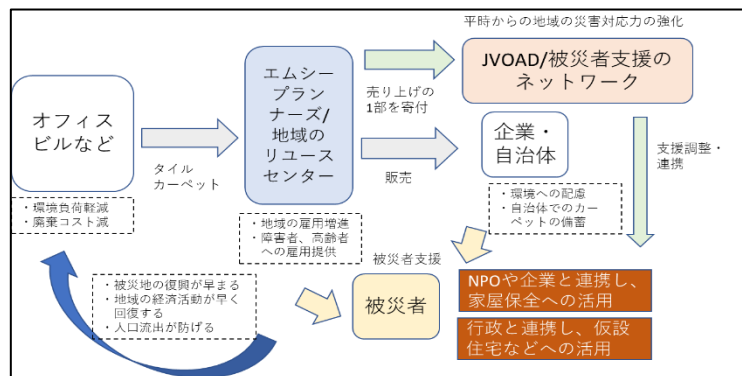 平時からの地域の災害対応力の強化
エムシー
プラン
ナーズ/
地域の
リユース
センター
JVOAD/被災者支援の
ネットワーク
売り上げの
1部を寄付
オフィス
ビルなど
タイル
カーペット
販売
企業・
自治体
支援調整・
連携
・環境負荷軽減
・廃棄コスト減
・地域の雇用増進
・障害者、高齢者
への雇用提供
・環境への配慮
・自治体でのカー
ペットの備蓄
被災者支援
被災者
・被災地の復興が早まる
・地域の経済活動が早く
回復する
・人口流出が防げる
NPOや企業と連携し、
家屋保全への活用
行政と連携し、仮設
住宅などへの活用